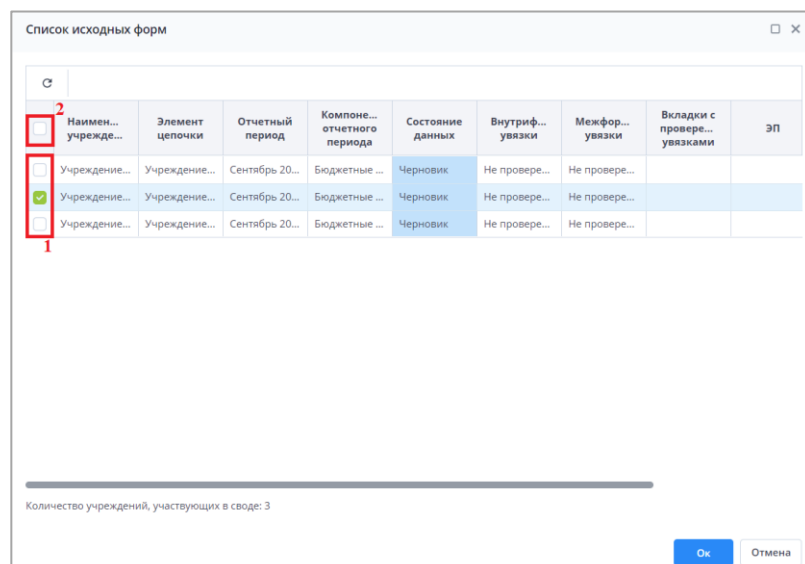 Список исходных форм
2
Наимен... учрежде...
Элемент цепочки
Отчетный период
Компоне... отчетного периода
Состояние данных
Внутриф... увязки
Межфор... увязки
Вкладки с провере... увязками
ЭП
Учреждение... Учреждение... Сентябрь 20... Бюджетные ... Черновик Не провере... Не провере...
Учреждение... Учреждение... Сентябрь 20... Бюджетные ... Черновик Не провере... Не провере...
Учреждение... Учреждение... Сентябрь 20... Бюджетные ... Черновик Не провере... Не провере...
1
Количество учреждений, участвующих в своде: 3
Ок Отмена